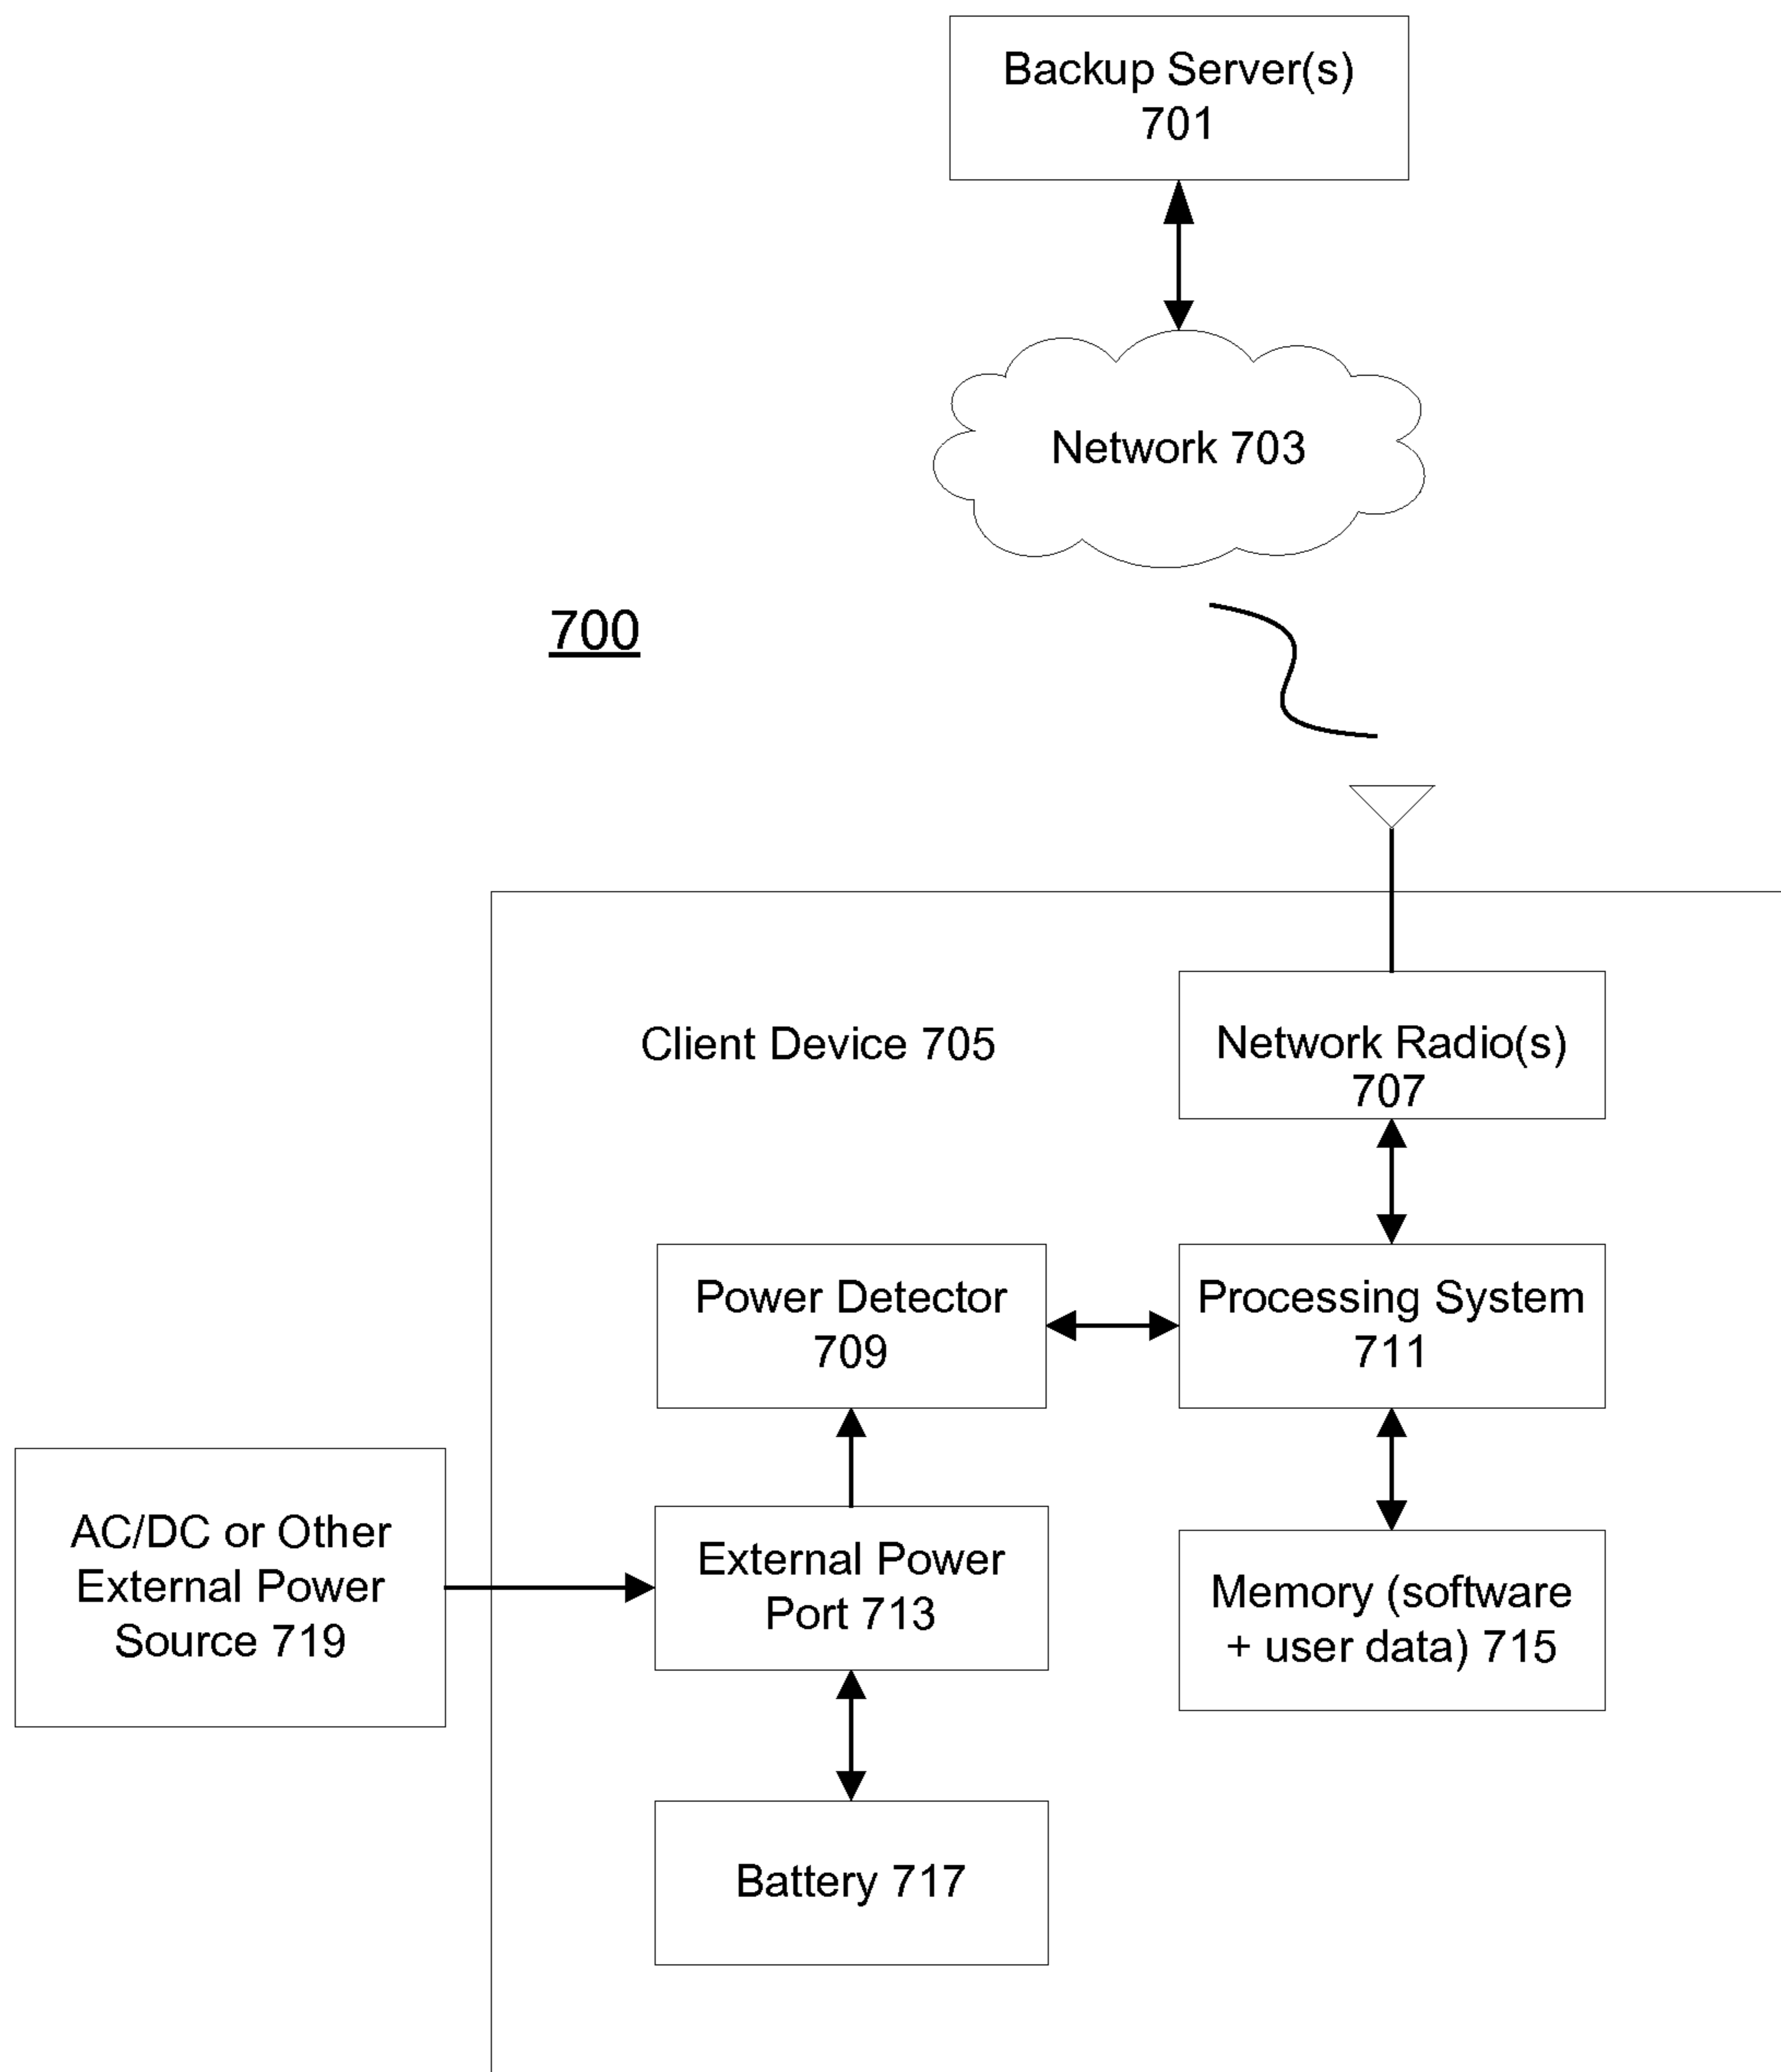 Backup Server(s)
701
Network 703
700
Client Device 705
Network Radio(s)
707
Power Detector
709
Processing System
711
AC/DC or Other
External Power
Source 719
External Power
Port 713
Memory (software
+ user data) 715
Battery 717